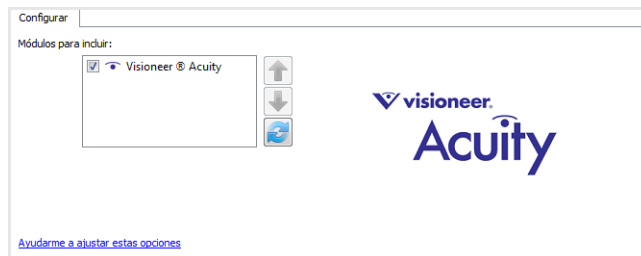 Configurar
Módulos para incluir:
Visioneer ® Acuity
visioneer.
Acuity
Ayudarme a ajustar estas opciones